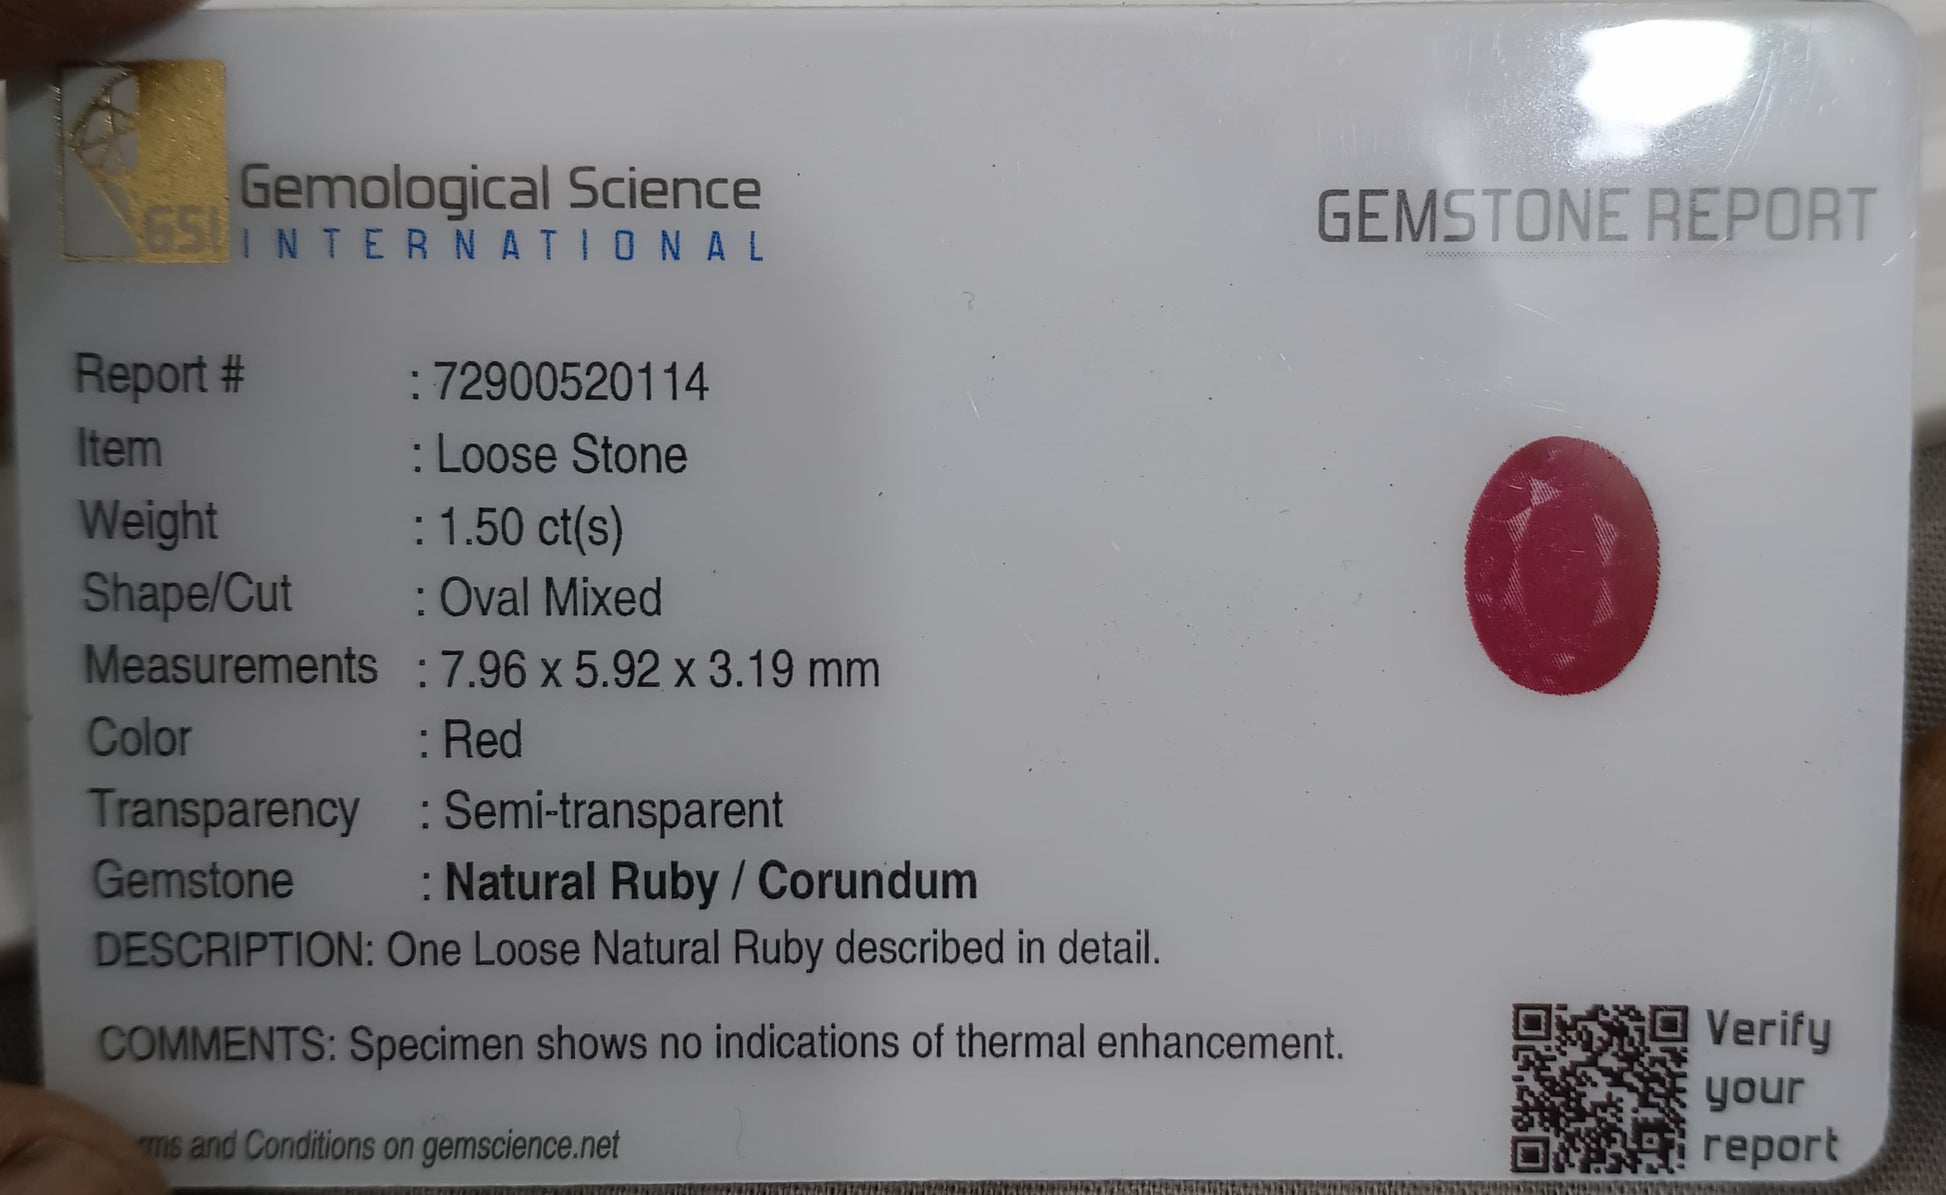 GSI
Gemological Science
INTERNATIONAL
GEMSTONE REPORT
Report # : 72900520114
Item : Loose Stone
Weight : 1.50 ct(s)
Shape/Cut : Oval Mixed
Measurements : 7.96 x 5.92 x 3.19 mm
Color : Red
Transparency : Semi-transparent
Gemstone : Natural Ruby / Corundum
DESCRIPTION: One Loose Natural Ruby described in detail.
COMMENTS: Specimen shows no indications of thermal enhancement.
and Conditions on gemscience.net
Verify
your
report